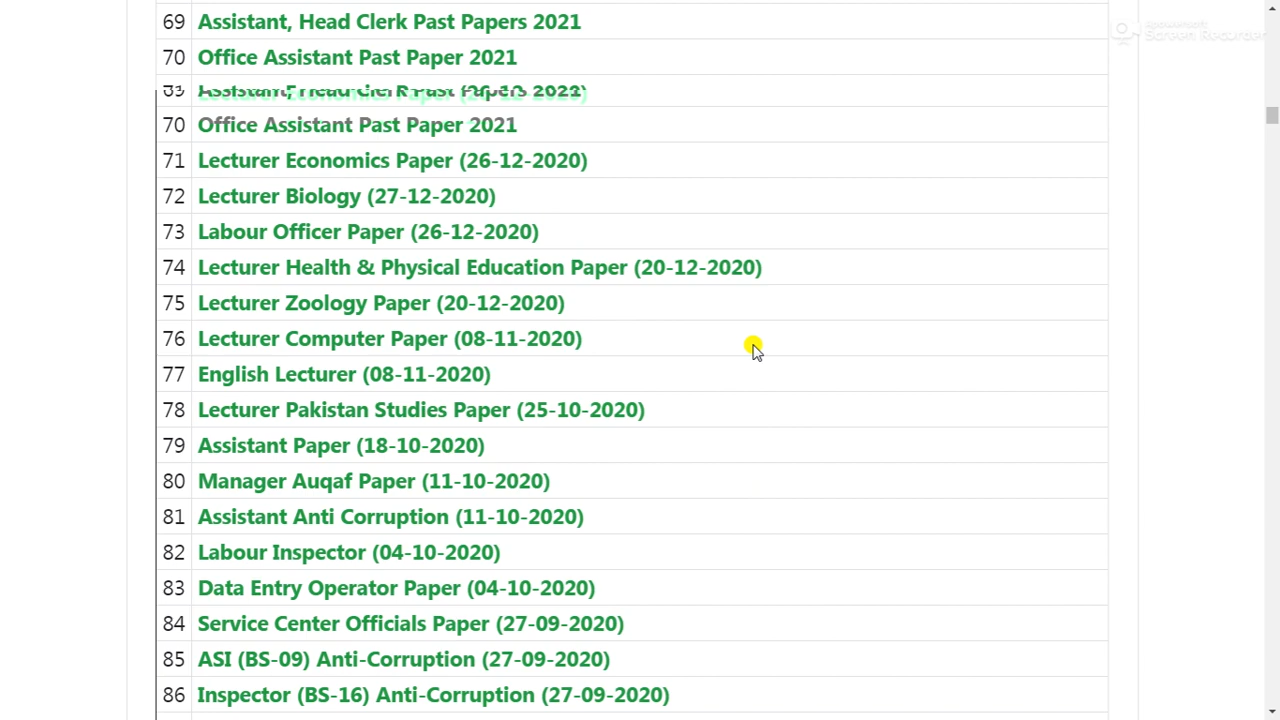 69 Assistant, Head Clerk Past Papers 2021
70 Office Assistant Past Paper 2021
70 Office Assistant Past Paper 2021
71 Lecturer Economics Paper (26-12-2020)
72 Lecturer Biology (27-12-2020)
73 Labour Officer Paper (26-12-2020)
74 Lecturer Health & Physical Education Paper (20-12-2020)
75 Lecturer Zoology Paper (20-12-2020)
76 Lecturer Computer Paper (08-11-2020)
77 English Lecturer (08-11-2020)
78 Lecturer Pakistan Studies Paper (25-10-2020)
79 Assistant Paper (18-10-2020)
80 Manager Auqaf Paper (11-10-2020)
81 Assistant Anti Corruption (11-10-2020)
82 Labour Inspector (04-10-2020)
83 Data Entry Operator Paper (04-10-2020)
84 Service Center Officials Paper (27-09-2020)
85 ASI (BS-09) Anti-Corruption (27-09-2020)
86 Inspector (BS-16) Anti-Corruption (27-09-2020)
Apowersoft
Screen Recorder